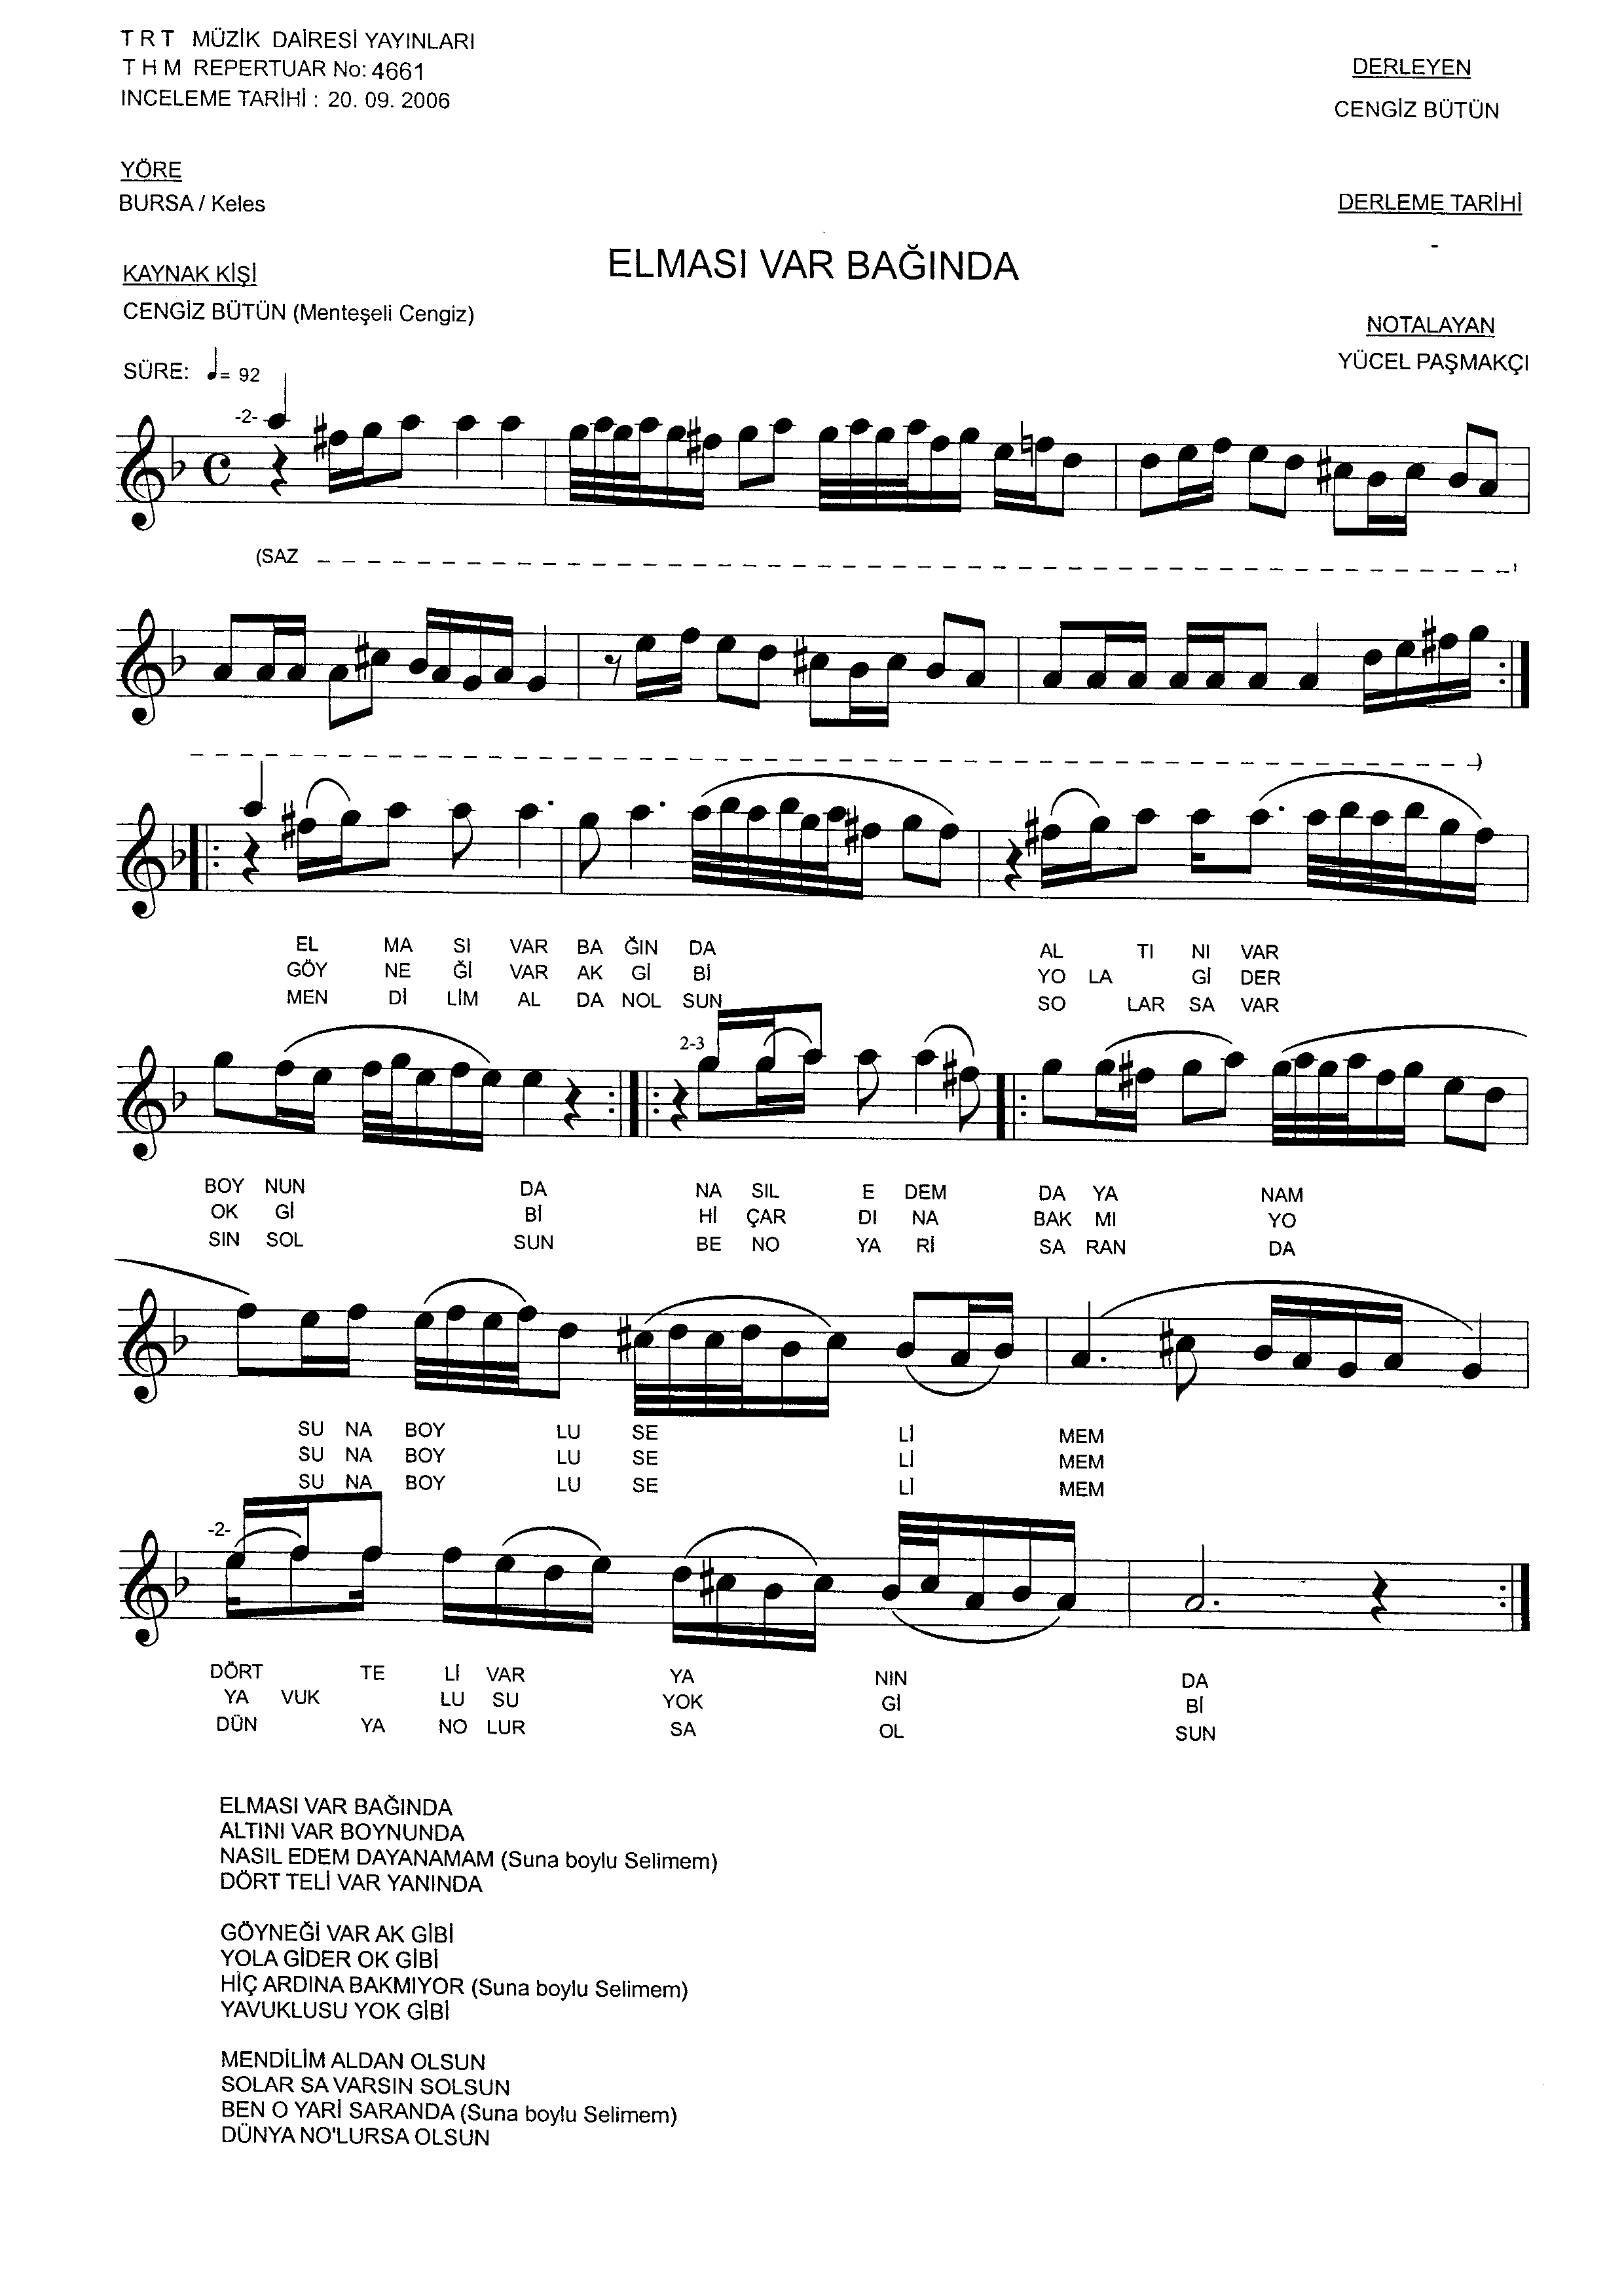 T R T MÜZİK DAİRESİ YAYINLARI
T H M REPERTUAR No: 4661
INCELEME TARİHİ : 20. 09. 2006
DERLEYEN
CENGİZ BÜTÜN
YÖRE
BURSA / Keles
DERLEME TARİHİ
-
ELMASI VAR BAĞINDA
KAYNAK KİŞİ
CENGİZ BÜTÜN (Menteşeli Cengiz)
NOTALAYAN
YÜCEL PAŞMAKÇI
SÜRE: ♩= 92
-2-
(SAZ - - - )
EL MA SI VAR BA ĞIN DA AL TI NI VAR
GÖY NE Ğİ VAR AK Gİ Bİ YO LA Gİ DER
MEN Dİ LİM AL DA NOL SUN SO LAR SA VAR
2-3
BOY NUN DA NA SIL E DEM DA YA NAM
OK Gİ Bİ Hİ ÇAR DI NA BAK MI YO
SIN SOL SUN BE NO YA Rİ SA RAN DA
SU NA BOY LU SE Lİ MEM
SU NA BOY LU SE Lİ MEM
SU NA BOY LU SE Lİ MEM
-2-
DÖRT TE Lİ VAR YA NIN DA
YA VUK LU SU YOK Gİ Bİ
DÜN YA NO LUR SA OL SUN
ELMASI VAR BAĞINDA
ALTINI VAR BOYNUNDA
NASIL EDEM DAYANAMAM (Suna boylu Selimem)
DÖRT TELİ VAR YANINDA
GÖYNEĞİ VAR AK GİBİ
YOLA GİDER OK GİBİ
HİÇ ARDINA BAKMIYOR (Suna boylu Selimem)
YAVUKLUSU YOK GİBİ
MENDİLİM ALDAN OLSUN
SOLAR SA VARSIN SOLSUN
BEN O YARİ SARANDA (Suna boylu Selimem)
DÜNYA NO'LURSA OLSUN